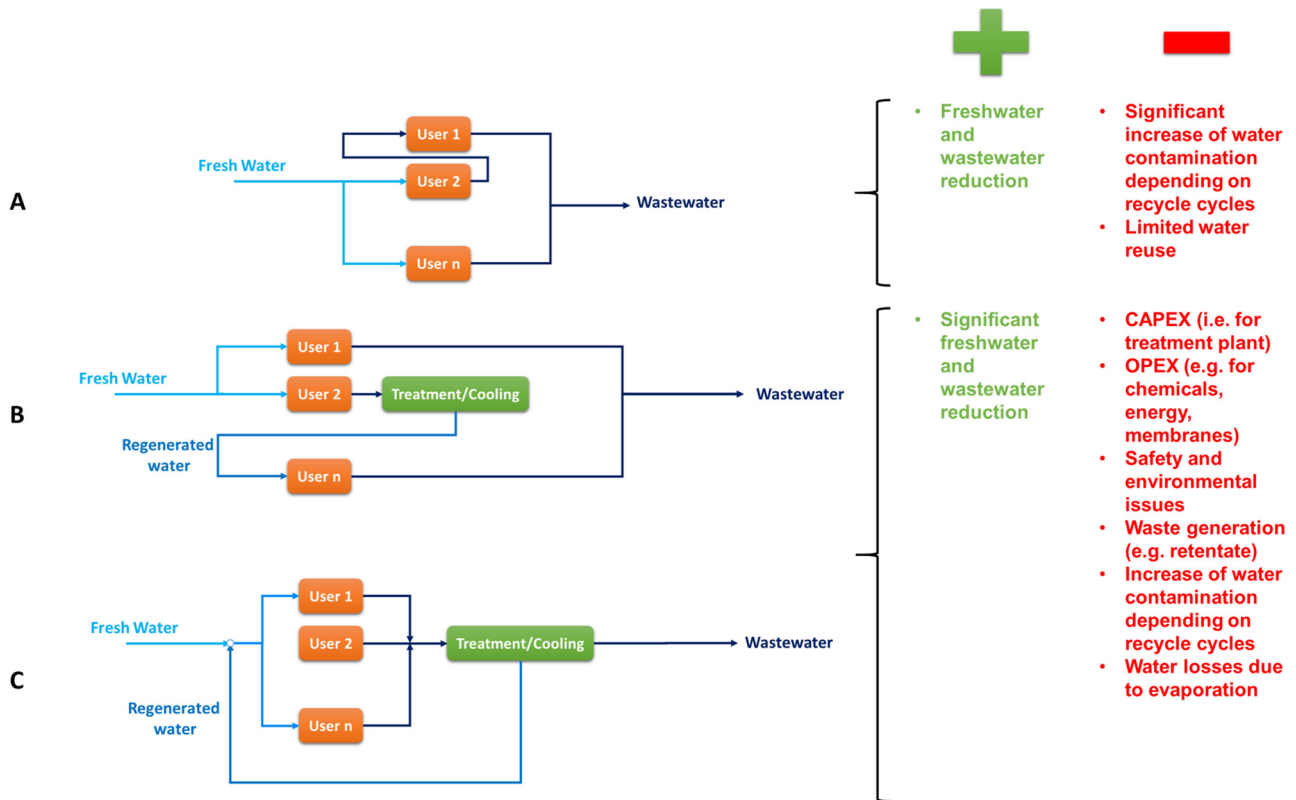 A
Fresh Water
User 1
User 2
User n
Wastewater
• Freshwater
and
wastewater
reduction
• Significant
increase of water
contamination
depending on
recycle cycles
• Limited water
reuse
B
Fresh Water
User 1
User 2
Treatment/Cooling
Regenerated
water
User n
Wastewater
C
Fresh Water
User 1
User 2
User n
Treatment/Cooling
Regenerated
water
Wastewater
• Significant
freshwater
and
wastewater
reduction
• CAPEX (i.e. for
treatment plant)
• OPEX (e.g. for
chemicals,
energy,
membranes)
• Safety and
environmental
issues
• Waste generation
(e.g. retentate)
• Increase of water
contamination
depending on
recycle cycles
• Water losses due
to evaporation